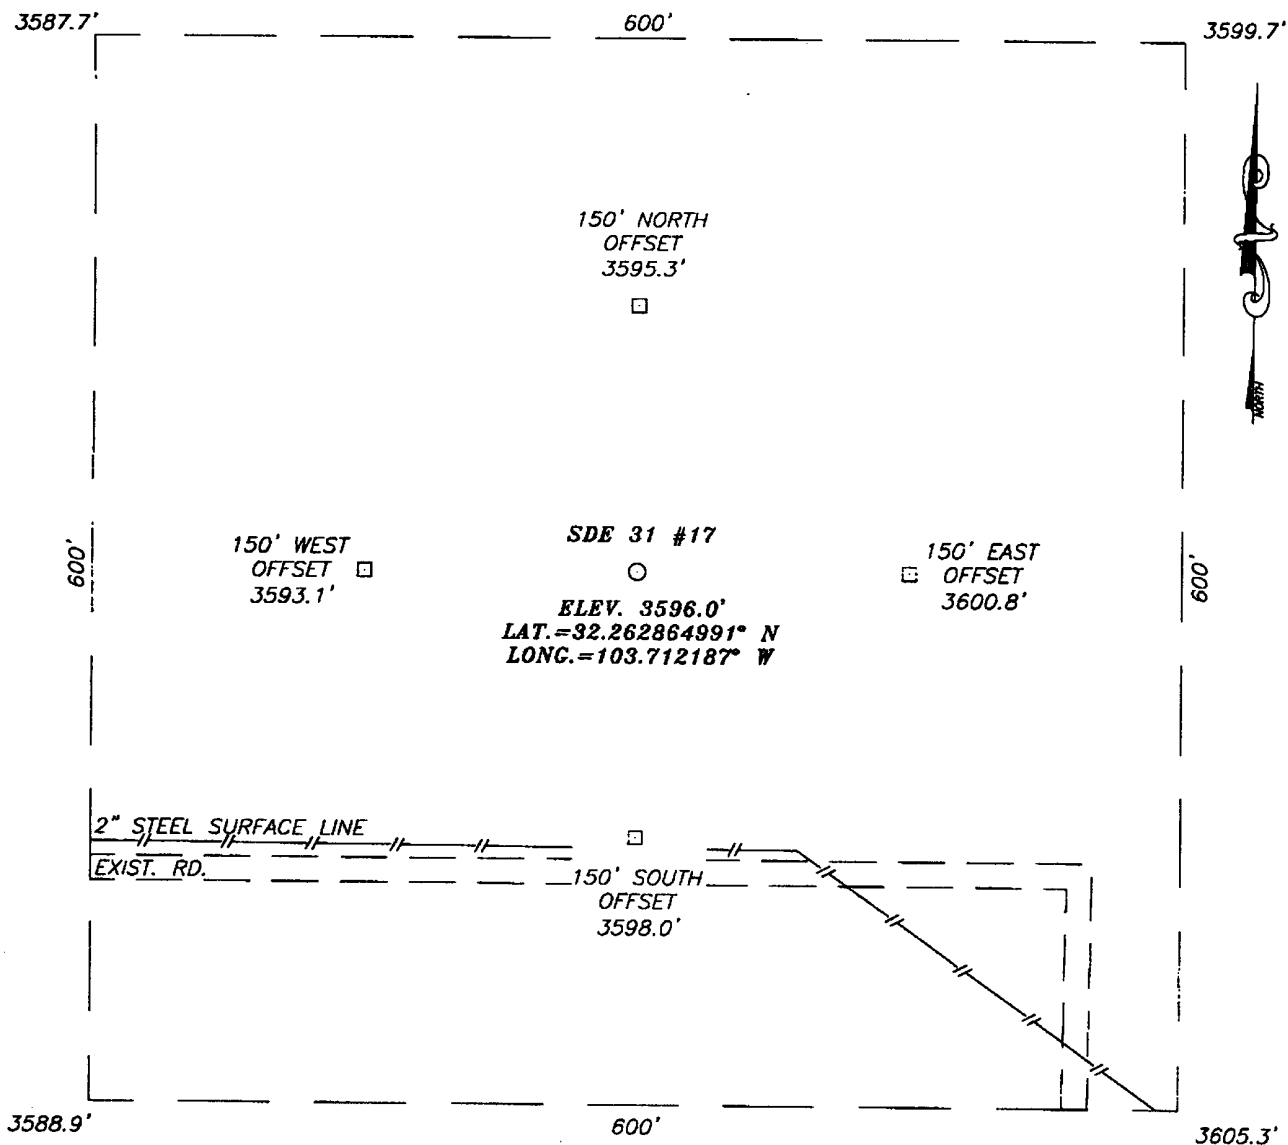 3587.7'
600'
3599.7'
150' NORTH
OFFSET
3595.3'
NORTH
600'
150' WEST
OFFSET
3593.1'
SDE 31 #17
ELEV. 3596.0'
LAT.=32.262864991° N
LONG.=103.712187° W
150' EAST
OFFSET
3600.8'
600'
2" STEEL SURFACE LINE
EXIST. RD.
150' SOUTH
OFFSET
3598.0'
3588.9'
600'
3605.3'